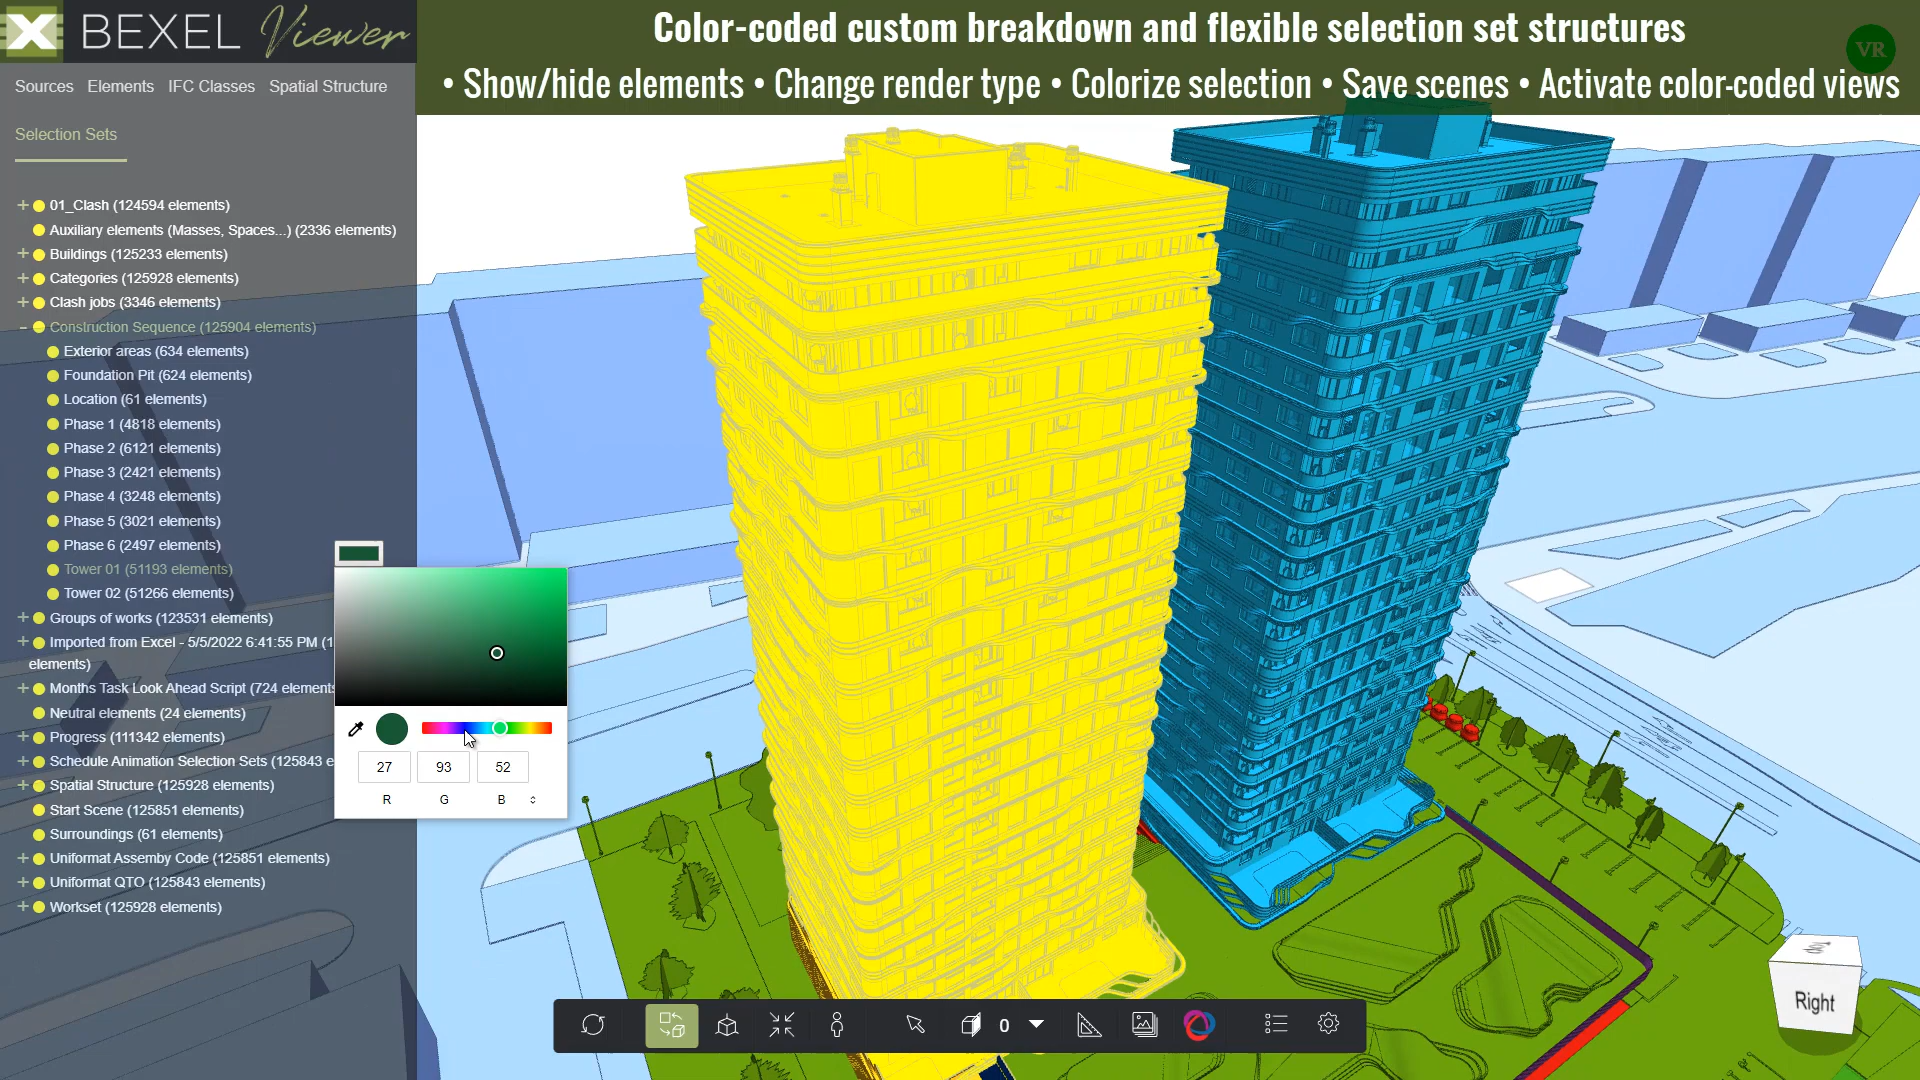 BEXEL Viewer
Color-coded custom breakdown and flexible selection set structures
• Show/hide elements • Change render type • Colorize selection • Save scenes • Activate color-coded views
VR
Sources Elements IFC Classes Spatial Structure
Selection Sets
01_Clash (124594 elements)
Auxiliary elements (Masses, Spaces...) (2336 elements)
Buildings (125233 elements)
Categories (125928 elements)
Clash jobs (3346 elements)
Construction Sequence (125904 elements)
Exterior areas (634 elements)
Foundation Pit (624 elements)
Location (61 elements)
Phase 1 (4818 elements)
Phase 2 (6121 elements)
Phase 3 (2421 elements)
Phase 4 (3248 elements)
Phase 5 (3021 elements)
Phase 6 (2497 elements)
Tower 01 (51193 elements)
Tower 02 (51266 elements)
Groups of works (123531 elements)
Imported from Excel - 5/5/2022 6:41:55 PM (1
elements)
Months Task Look Ahead Script (724 elements
Neutral elements (24 elements)
Progress (111342 elements)
Schedule Animation Selection Sets (125843 e
Spatial Structure (125928 elements)
Start Scene (125851 elements)
Surroundings (61 elements)
Uniformat Assemby Code (125851 elements)
Uniformat QTO (125843 elements)
Workset (125928 elements)
27 93 52
R G B
0
Right